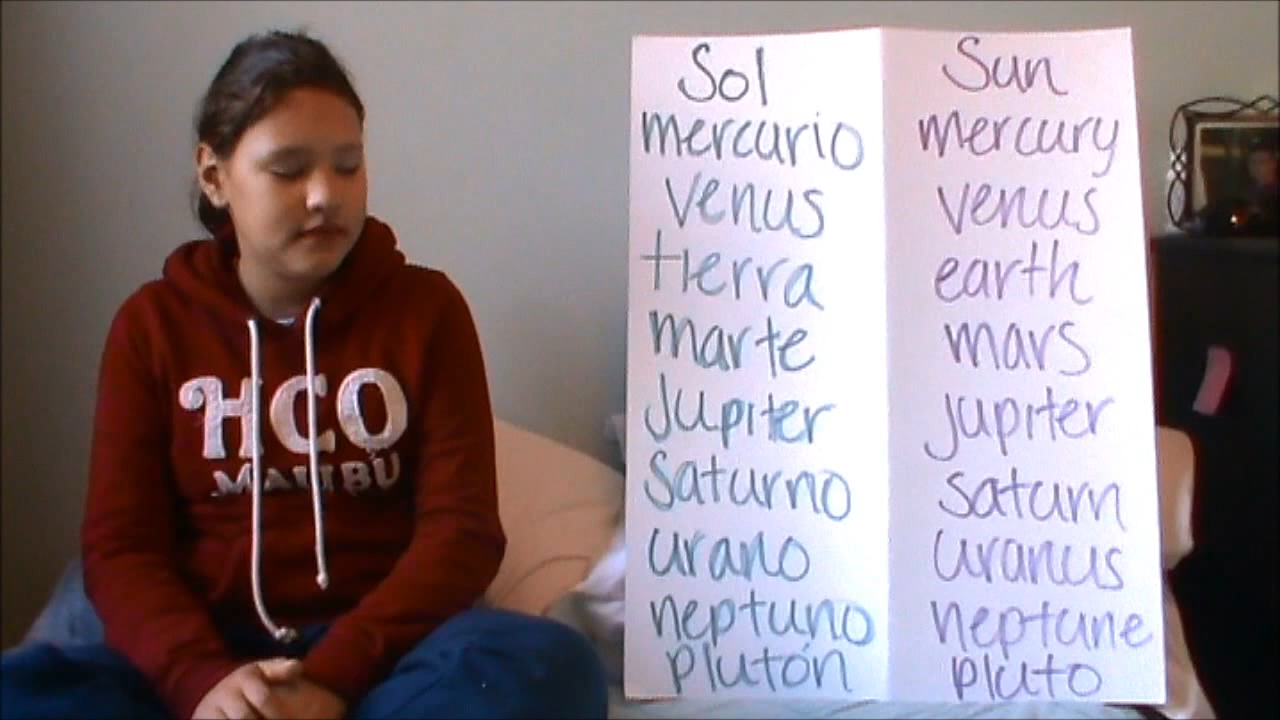 HCO
MALIBU
Sol
mercurio
venus
tierra
marte
Jupiter
Saturno
urano
neptuno
plutón
Sun
mercury
venus
earth
mars
jupiter
saturn
uranus
neptune
pluto